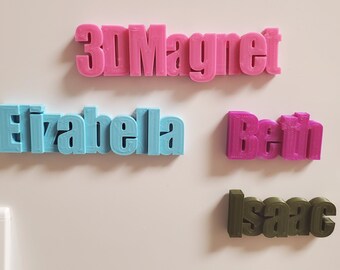 3DMagnet
Elizabella
Beth
Isaac